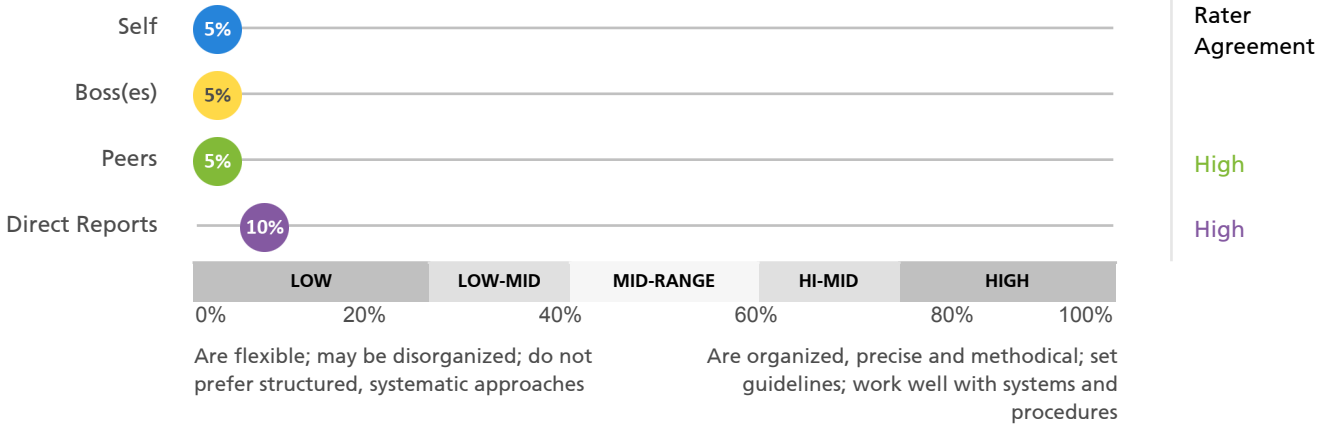 Self
5%
Rater
Agreement
Boss(es)
5%
Peers
5%
High
Direct Reports
10%
High
LOW LOW-MID MID-RANGE HI-MID HIGH
0% 20% 40% 60% 80% 100%
Are flexible; may be disorganized; do not
prefer structured, systematic approaches
Are organized, precise and methodical; set
guidelines; work well with systems and
procedures